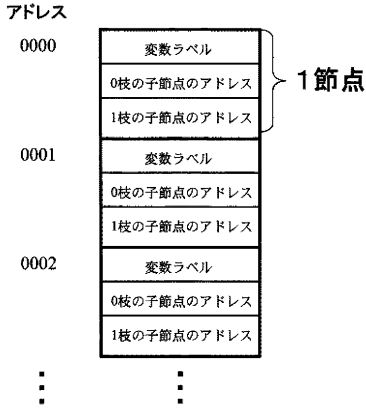 アドレス
0000
変数ラベル
0枝の子節点のアドレス
1枝の子節点のアドレス
1節点
0001
変数ラベル
0枝の子節点のアドレス
1枝の子節点のアドレス
0002
変数ラベル
0枝の子節点のアドレス
1枝の子節点のアドレス